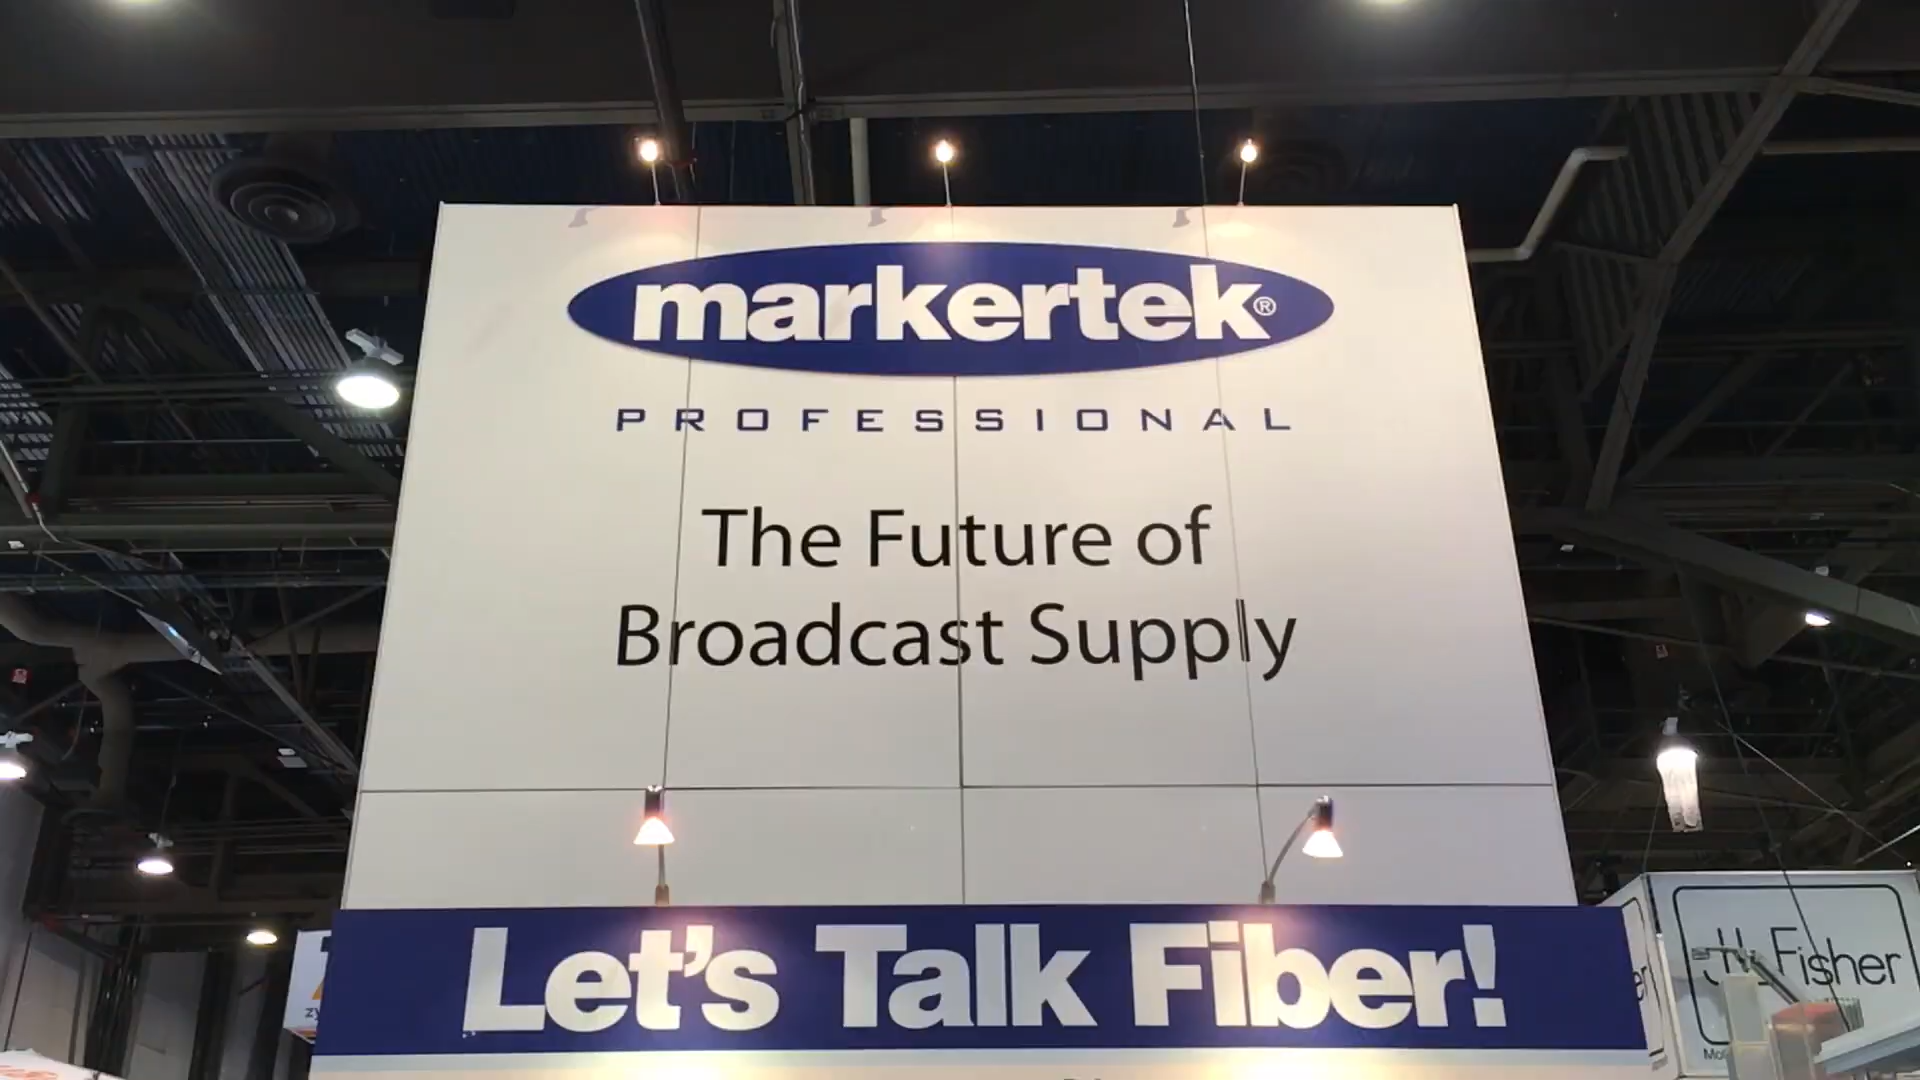 markertek®
PROFESSIONAL
The Future of
Broadcast Supply
Let's Talk Fiber!
Fisher